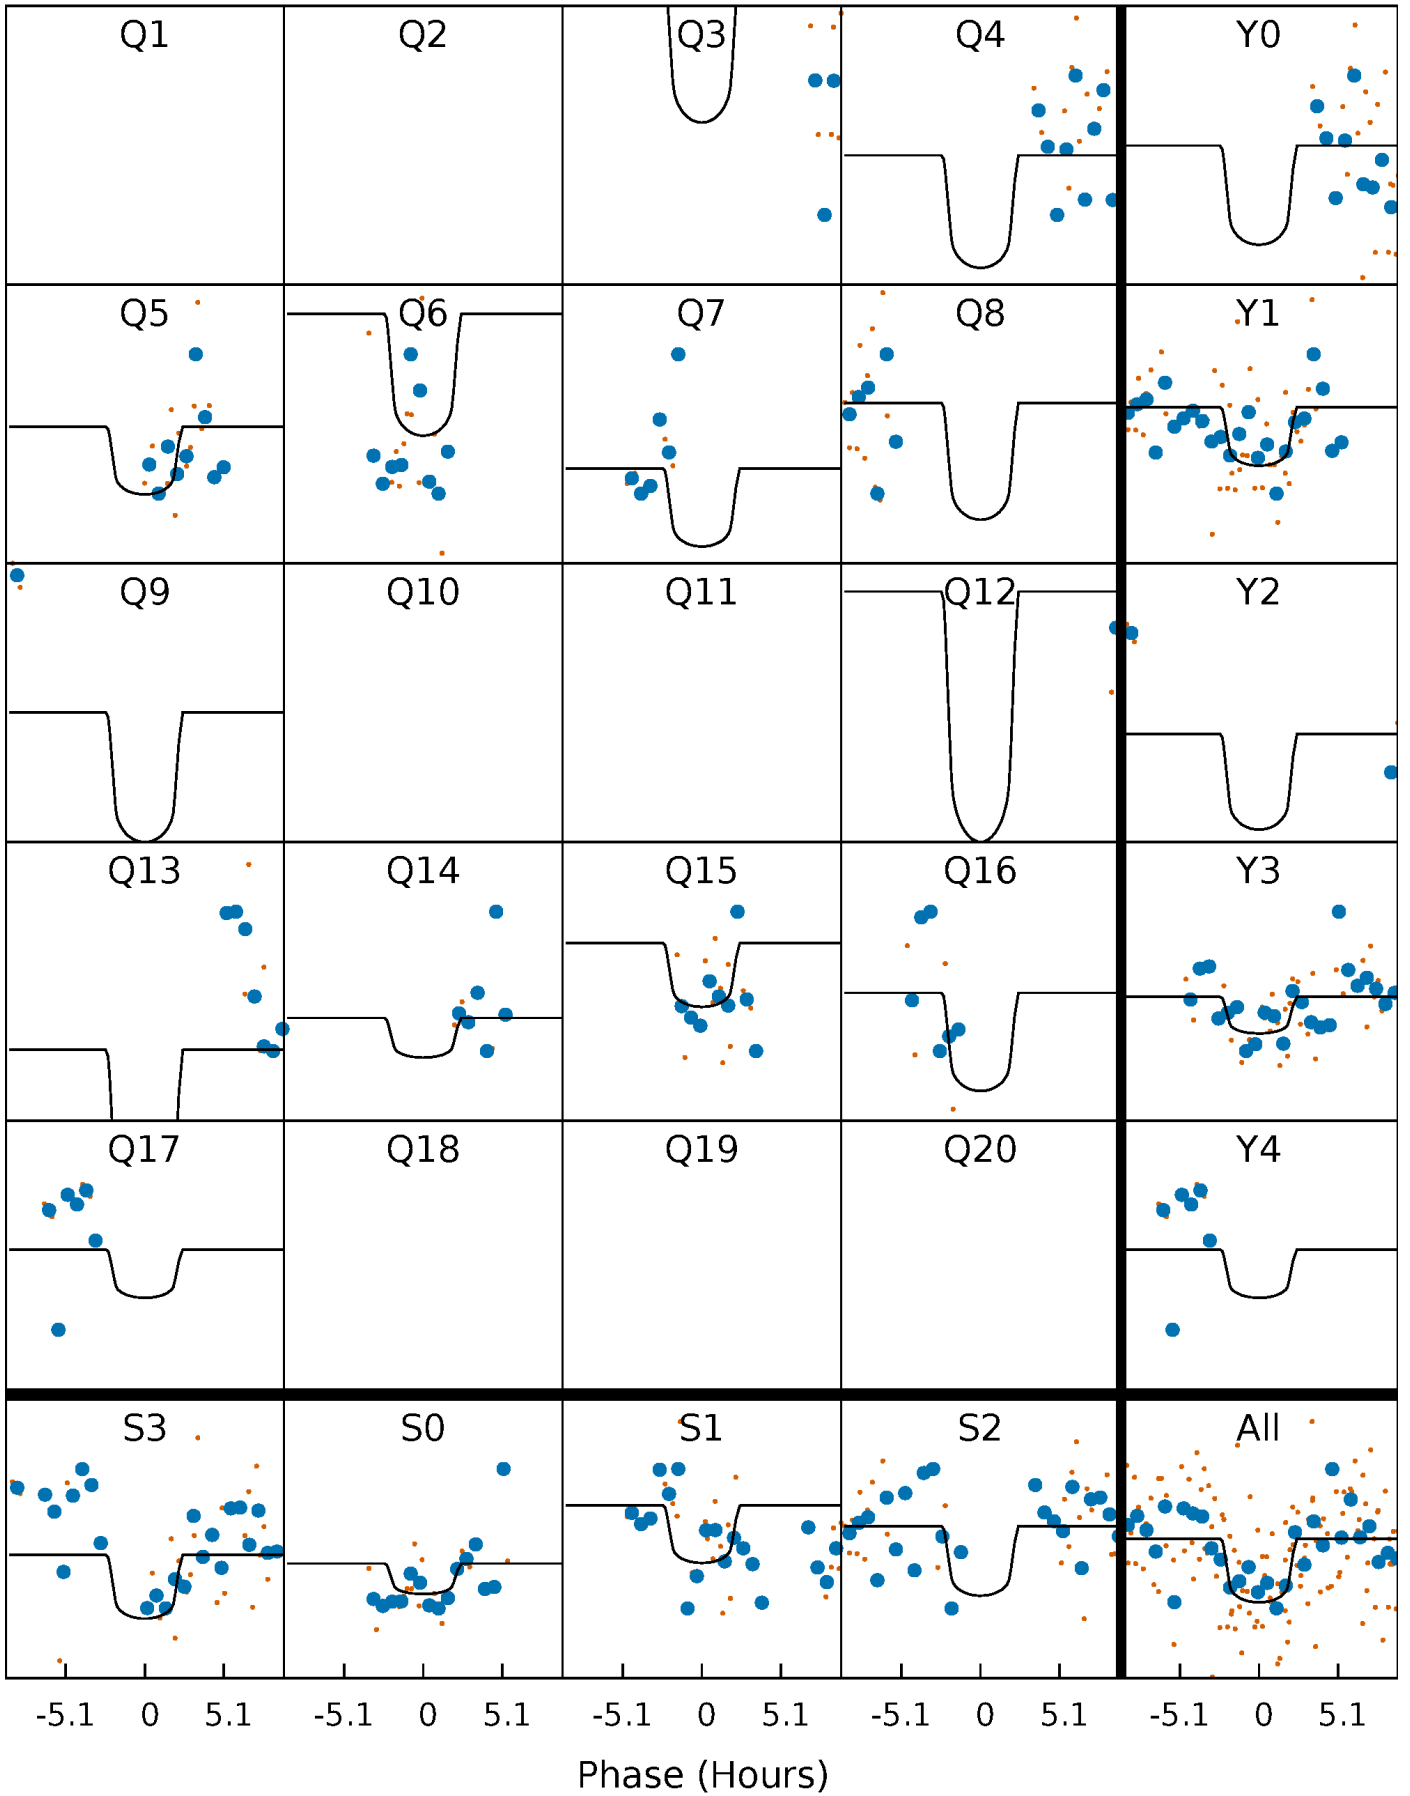 Q1 Q2 Q3 Q4 Y0
Q5 Q6 Q7 Q8 Y1
Q9 Q10 Q11 Q12 Y2
Q13 Q14 Q15 Q16 Y3
Q17 Q18 Q19 Q20 Y4
S3 S0 S1 S2 All
-5.1 0 5.1 -5.1 0 5.1 -5.1 0 5.1 -5.1 0 5.1 -5.1 0 5.1
Phase (Hours)